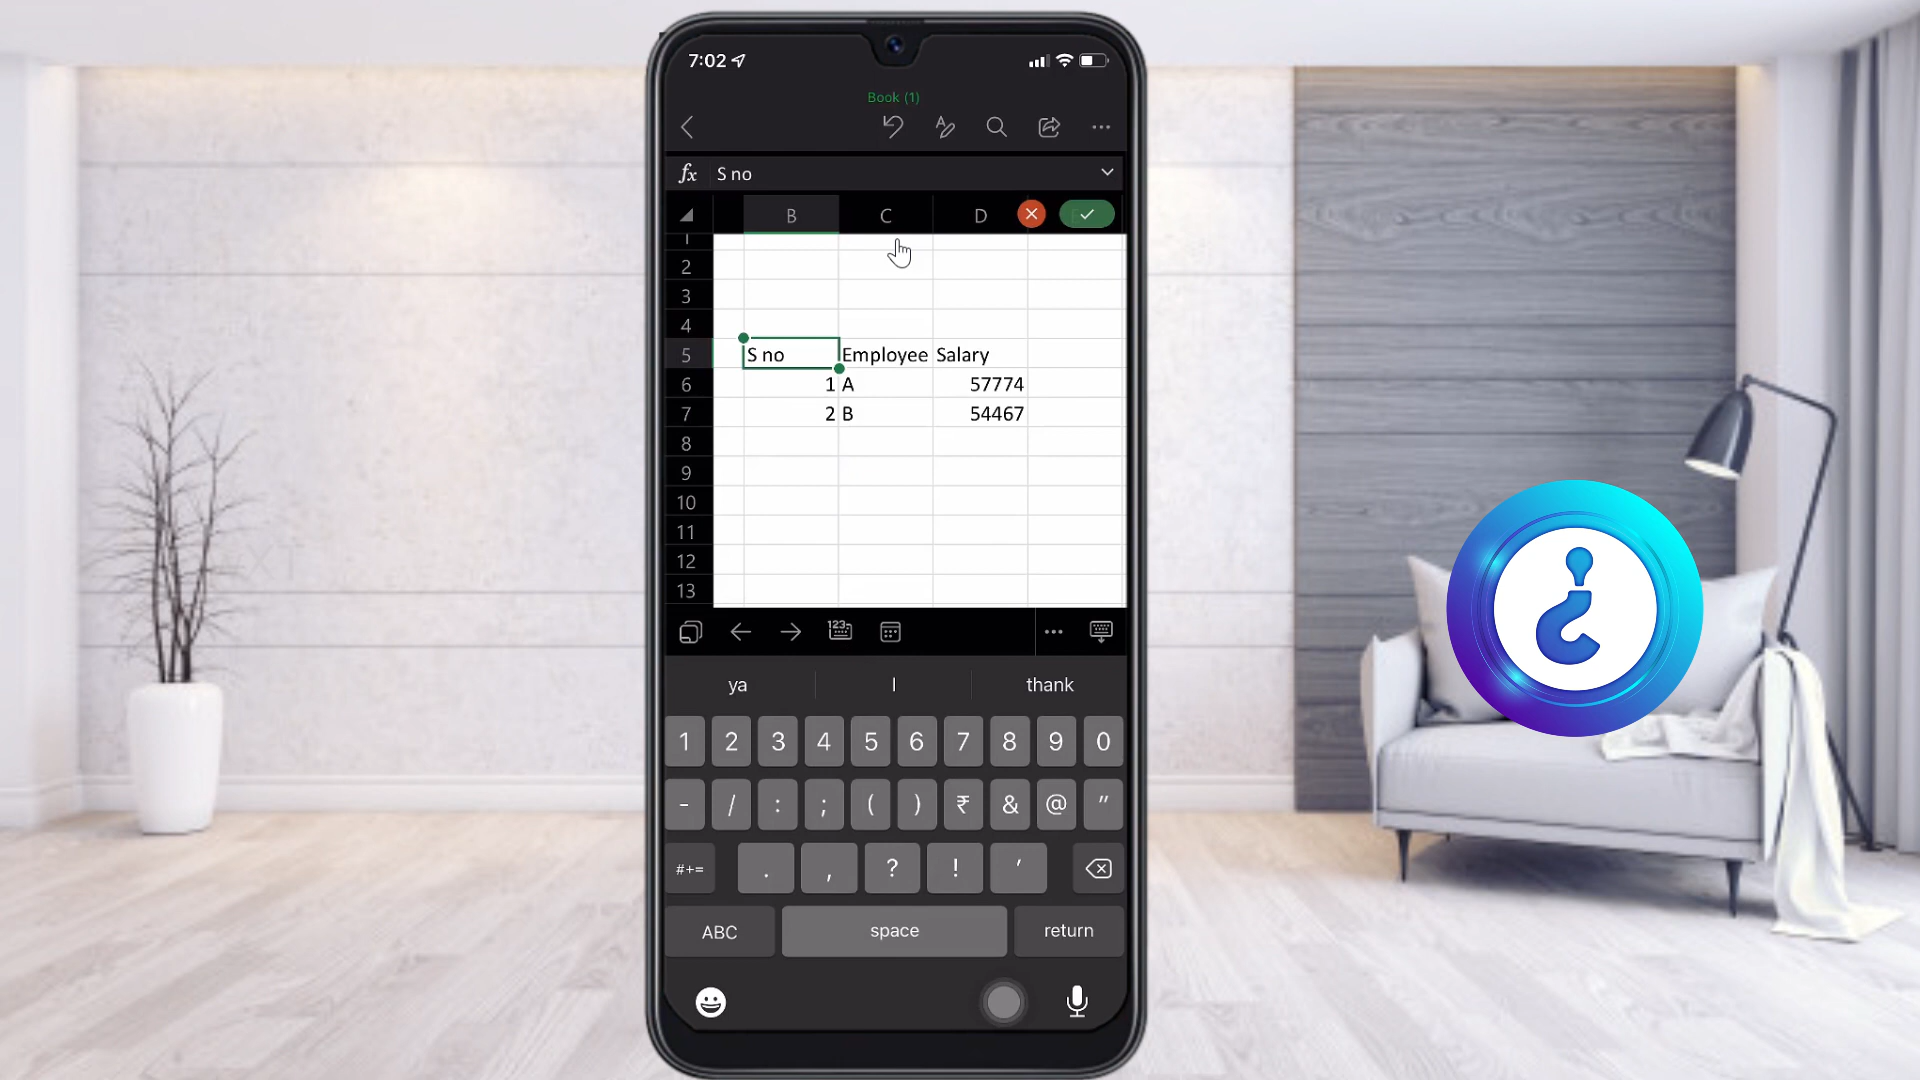 7:02
Book (1)
fx S no
B C D
1
2
3
4
5 S no Employee Salary
6 1 A 57774
7 2 B 54467
8
9
10
11
12
13
123
ya I thank
1 2 3 4 5 6 7 8 9 0
- / : ; ( ) ₹ & @ "
#+= . , ? ! '
ABC space return